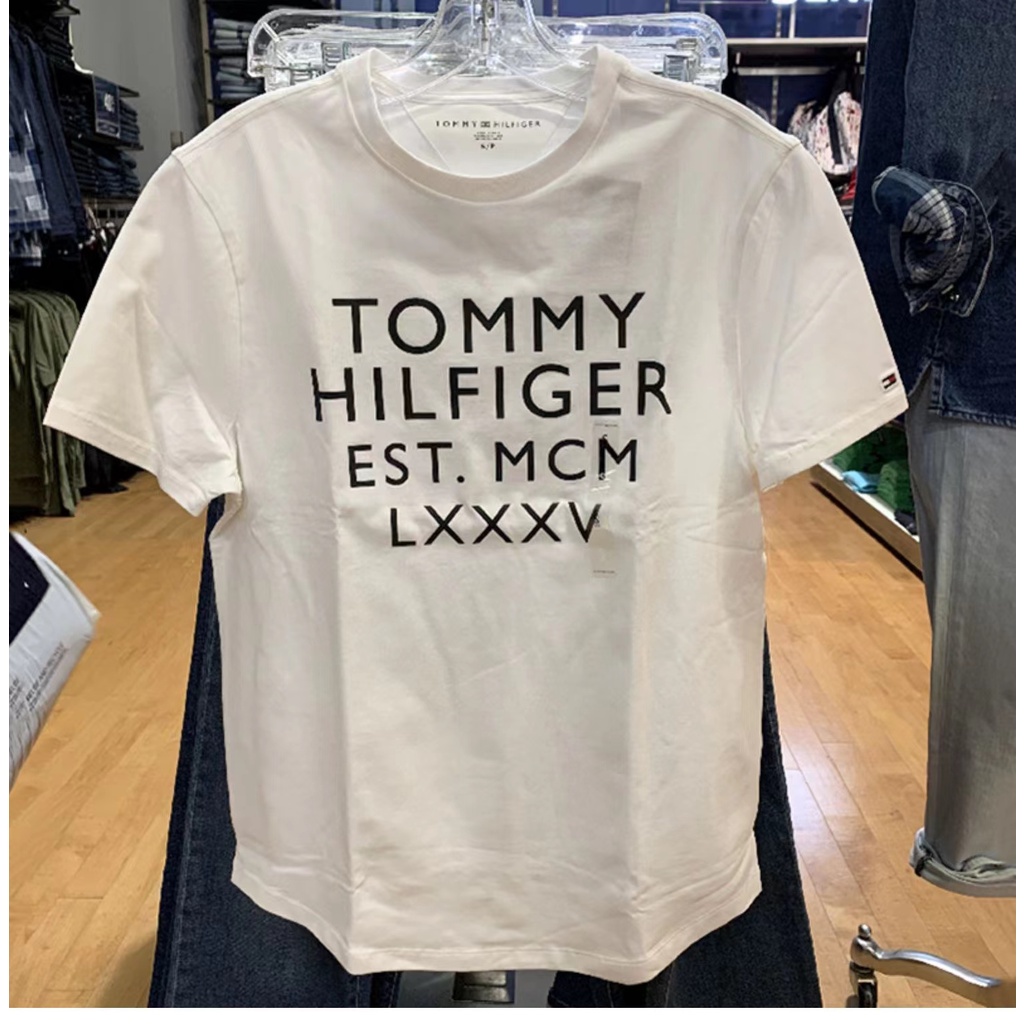 TOMMY HILFIGER
S/P
TOMMY
HILFIGER
EST. MCM
LXXXV